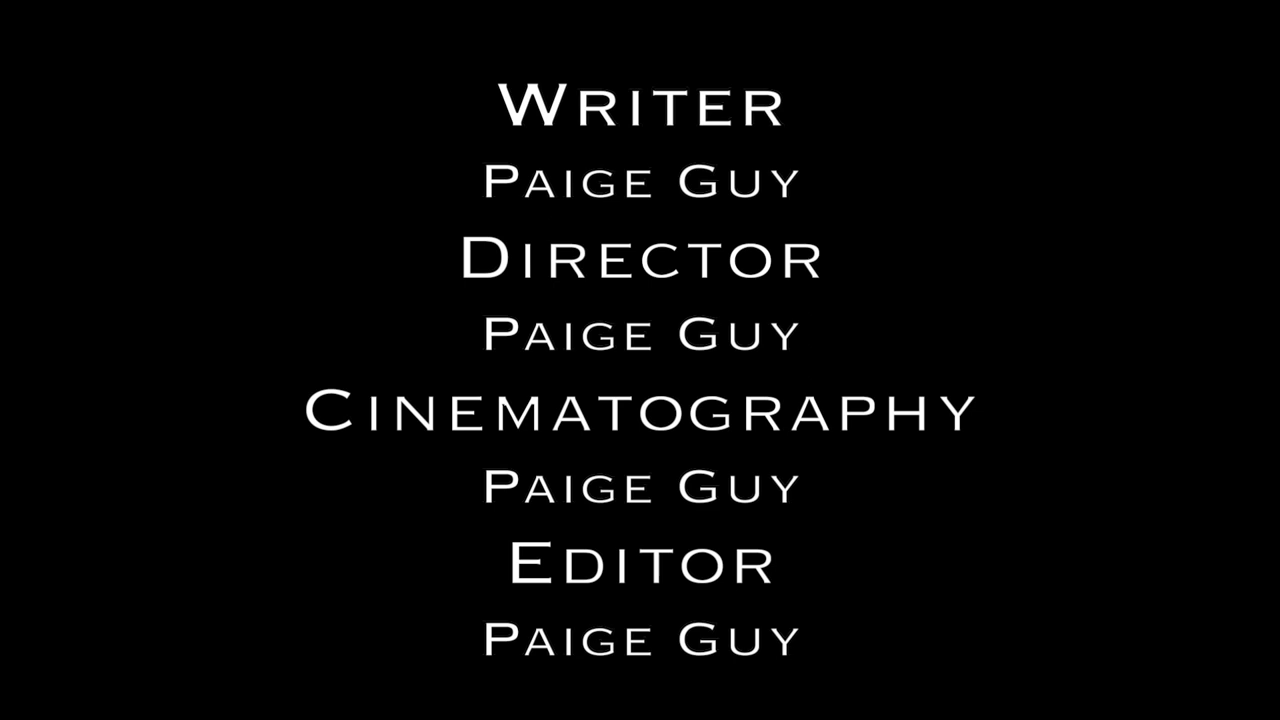 WRITER
PAIGE GUY
DIRECTOR
PAIGE GUY
CINEMATOGRAPHY
PAIGE GUY
EDITOR
PAIGE GUY